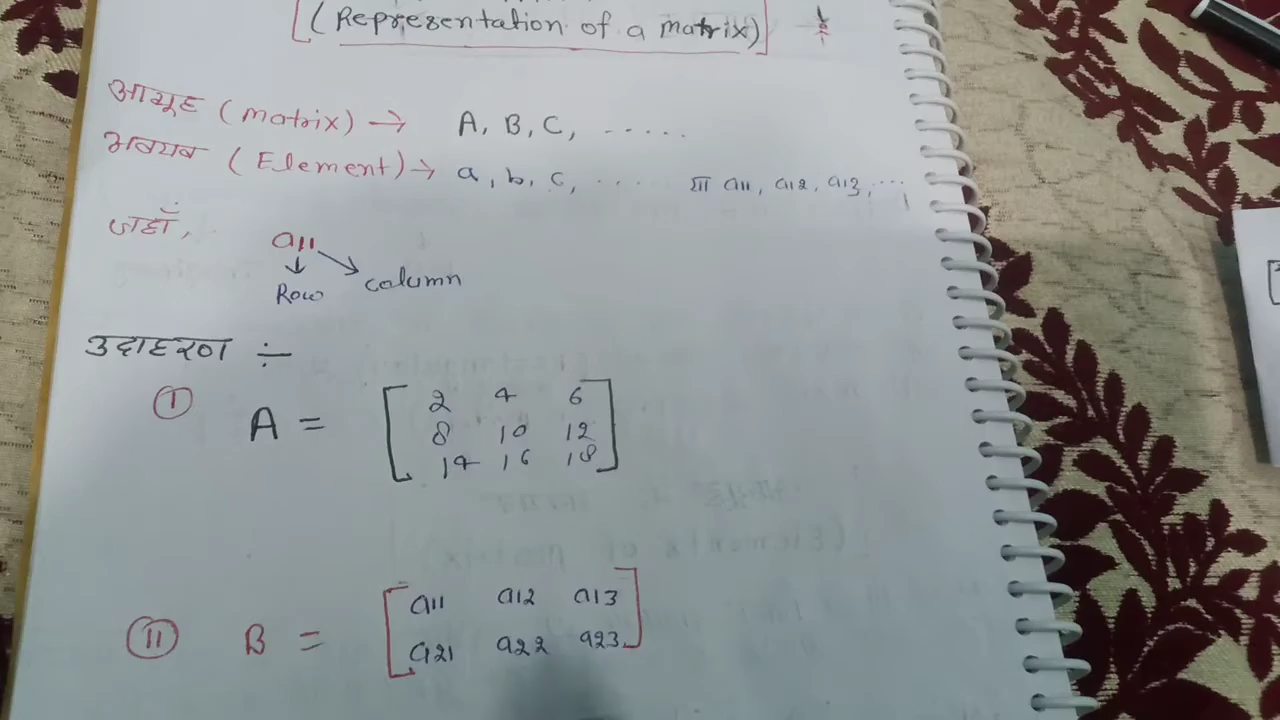 (Representation of a matrix)
आव्यूह (matrix) → A, B, C, .....
अवयव (Element) → a, b, c, ..... या a11, a12, a13, ...
जहाँ,
a11
Row column
उदाहरण ÷
I A = [ 2 4 6
8 10 12
14 16 18 ]
II B = [ a11 a12 a13
a21 a22 a23 ]